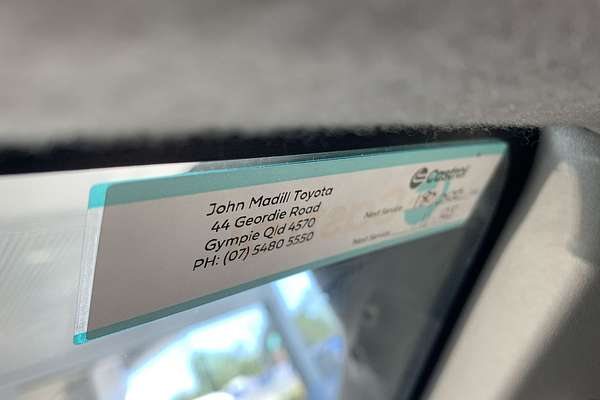 John Madill Toyota
44 Geordie Road
Gympie Qld 4570
PH: (07) 5480 5550
Castrol
Next Service
Next Service